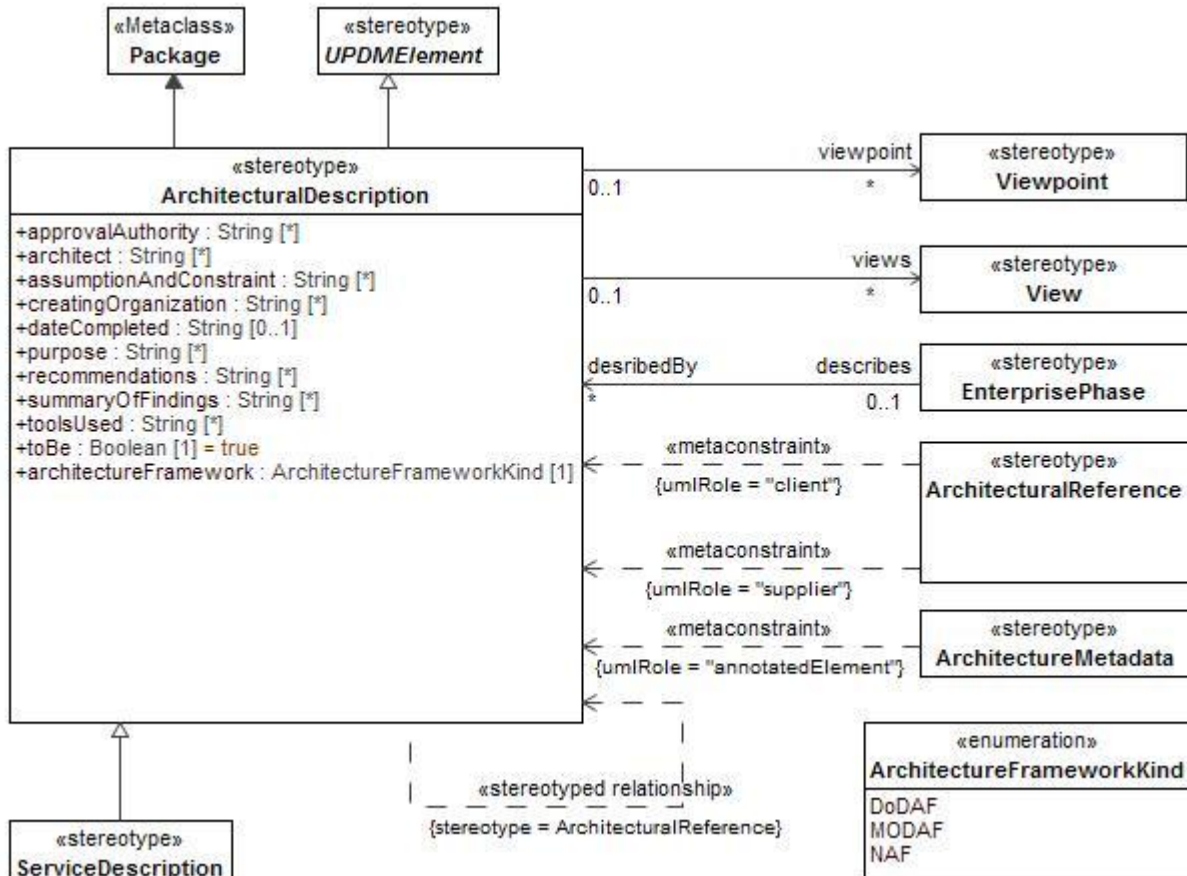 «Metaclass»
Package
«stereotype»
UPDMElement
«stereotype»
ArchitecturalDescription
+approvalAuthority : String [*]
+architect : String [*]
+assumptionAndConstraint : String [*]
+creatingOrganization : String [*]
+dateCompleted : String [0..1]
+purpose : String [*]
+recommendations : String [*]
+summaryOfFindings : String [*]
+toolsUsed : String [*]
+toBe : Boolean [1] = true
+architectureFramework : ArchitectureFrameworkKind [1]
viewpoint
0..1 *
«stereotype»
Viewpoint
views
0..1 *
«stereotype»
View
desribedBy describes
* 0..1
«stereotype»
EnterprisePhase
«metaconstraint»
{umlRole = "client"}
«stereotype»
ArchitecturalReference
«metaconstraint»
{umlRole = "supplier"}
«metaconstraint»
{umlRole = "annotatedElement"}
«stereotype»
ArchitectureMetadata
«stereotyped relationship»
{stereotype = ArchitecturalReference}
«enumeration»
ArchitectureFrameworkKind
DoDAF
MODAF
NAF
«stereotype»
ServiceDescription